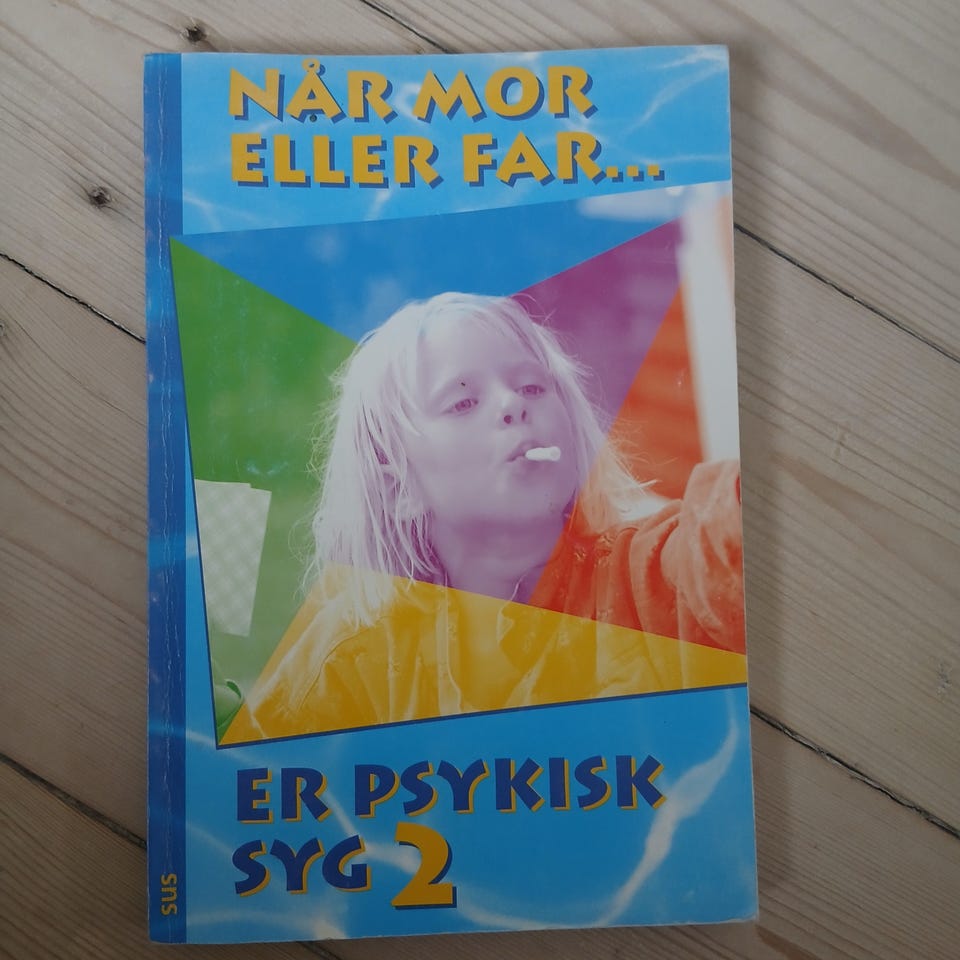 NÅR MOR
ELLER FAR...
ER PSYKISK
SYG 2
sus